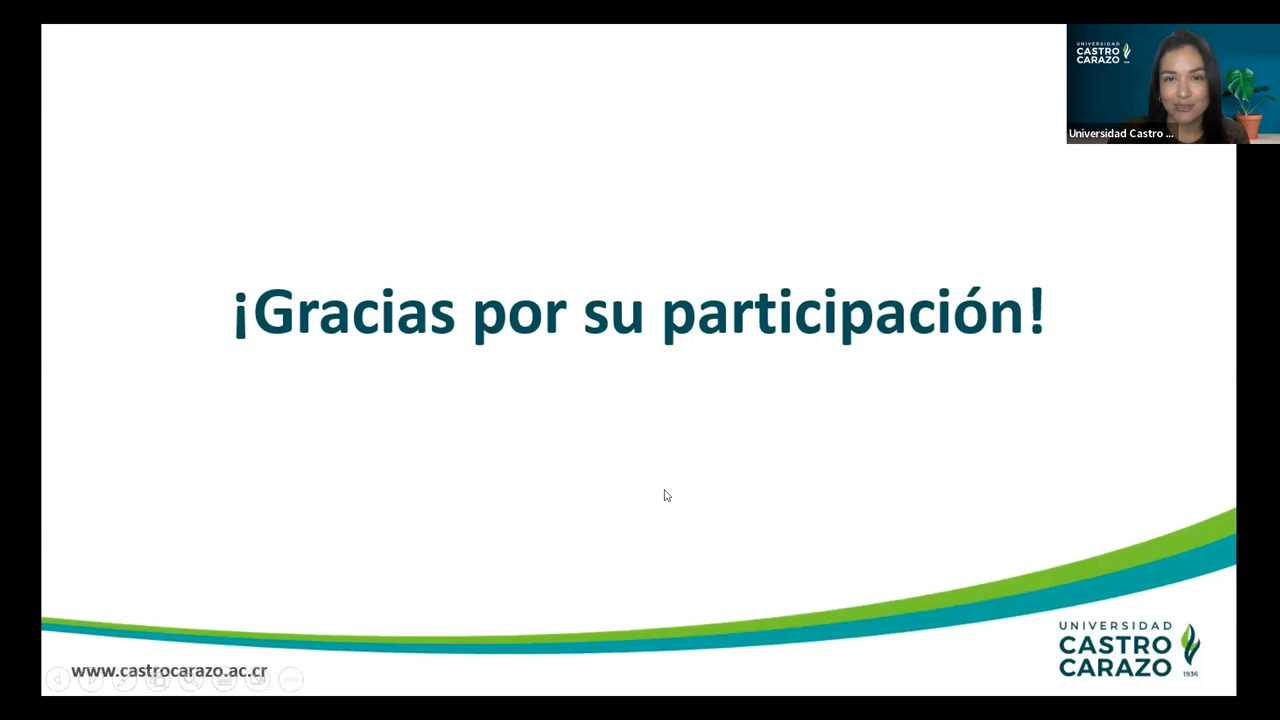 UNIVERSIDAD
CASTRO
CARAZO
Universidad Castro ...
¡Gracias por su participación!
www.castrocarazo.ac.cr
UNIVERSIDAD
CASTRO
CARAZO
1936